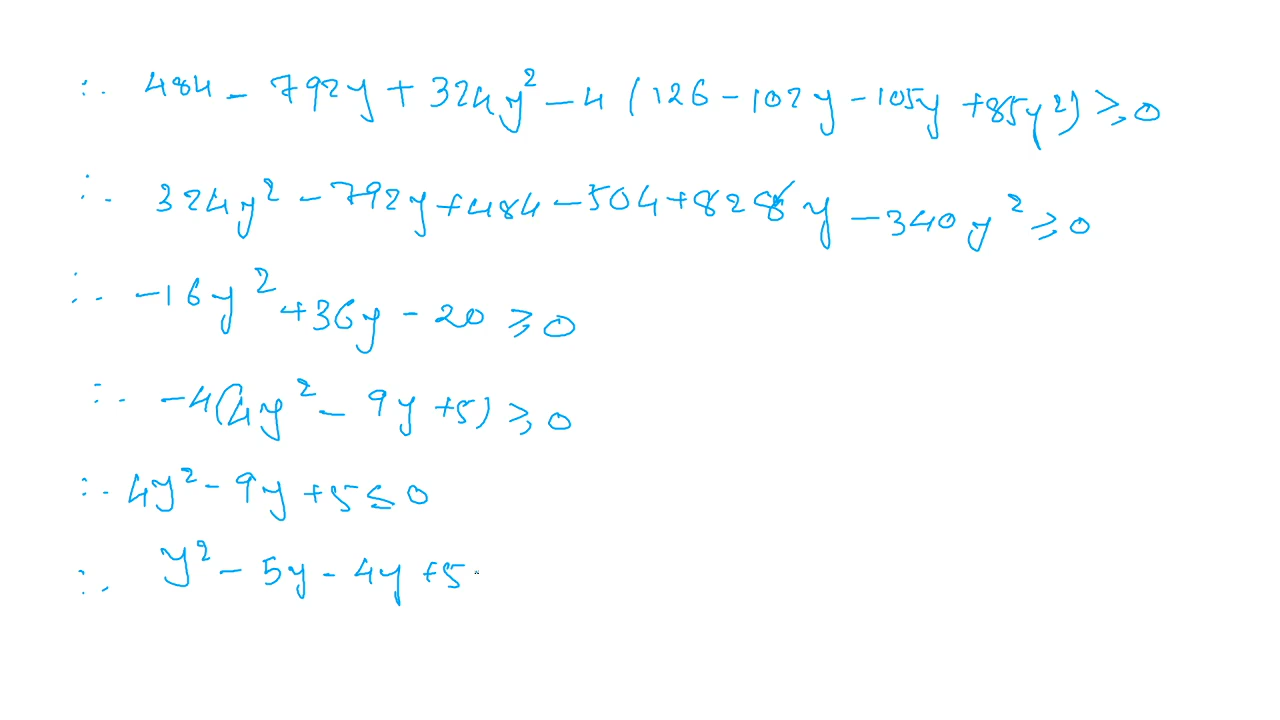 ∴ 484 - 792y + 324y² - 4 (126 - 102y - 105y + 85y²) ≥ 0
∴ 324y² - 792y + 484 - 504 + 828y - 340y² ≥ 0
∴ -16y² + 36y - 20 ≥ 0
∴ -4(4y² - 9y + 5) ≥ 0
∴ 4y² - 9y + 5 ≤ 0
∴ y² - 5y - 4y + 5